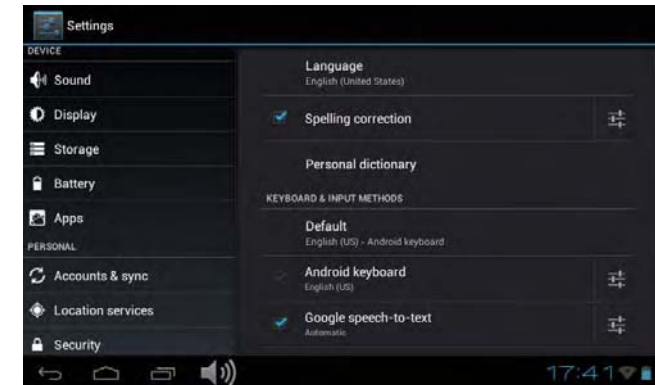 Settings
DEVICE
Sound
Display
Storage
Battery
Apps
PERSONAL
Accounts & sync
Location services
Security
Language
English (United States)
Spelling correction
Personal dictionary
KEYBOARD & INPUT METHODS
Default
English (US) - Android keyboard
Android keyboard
English (US)
Google speech-to-text
Automatic
17:41